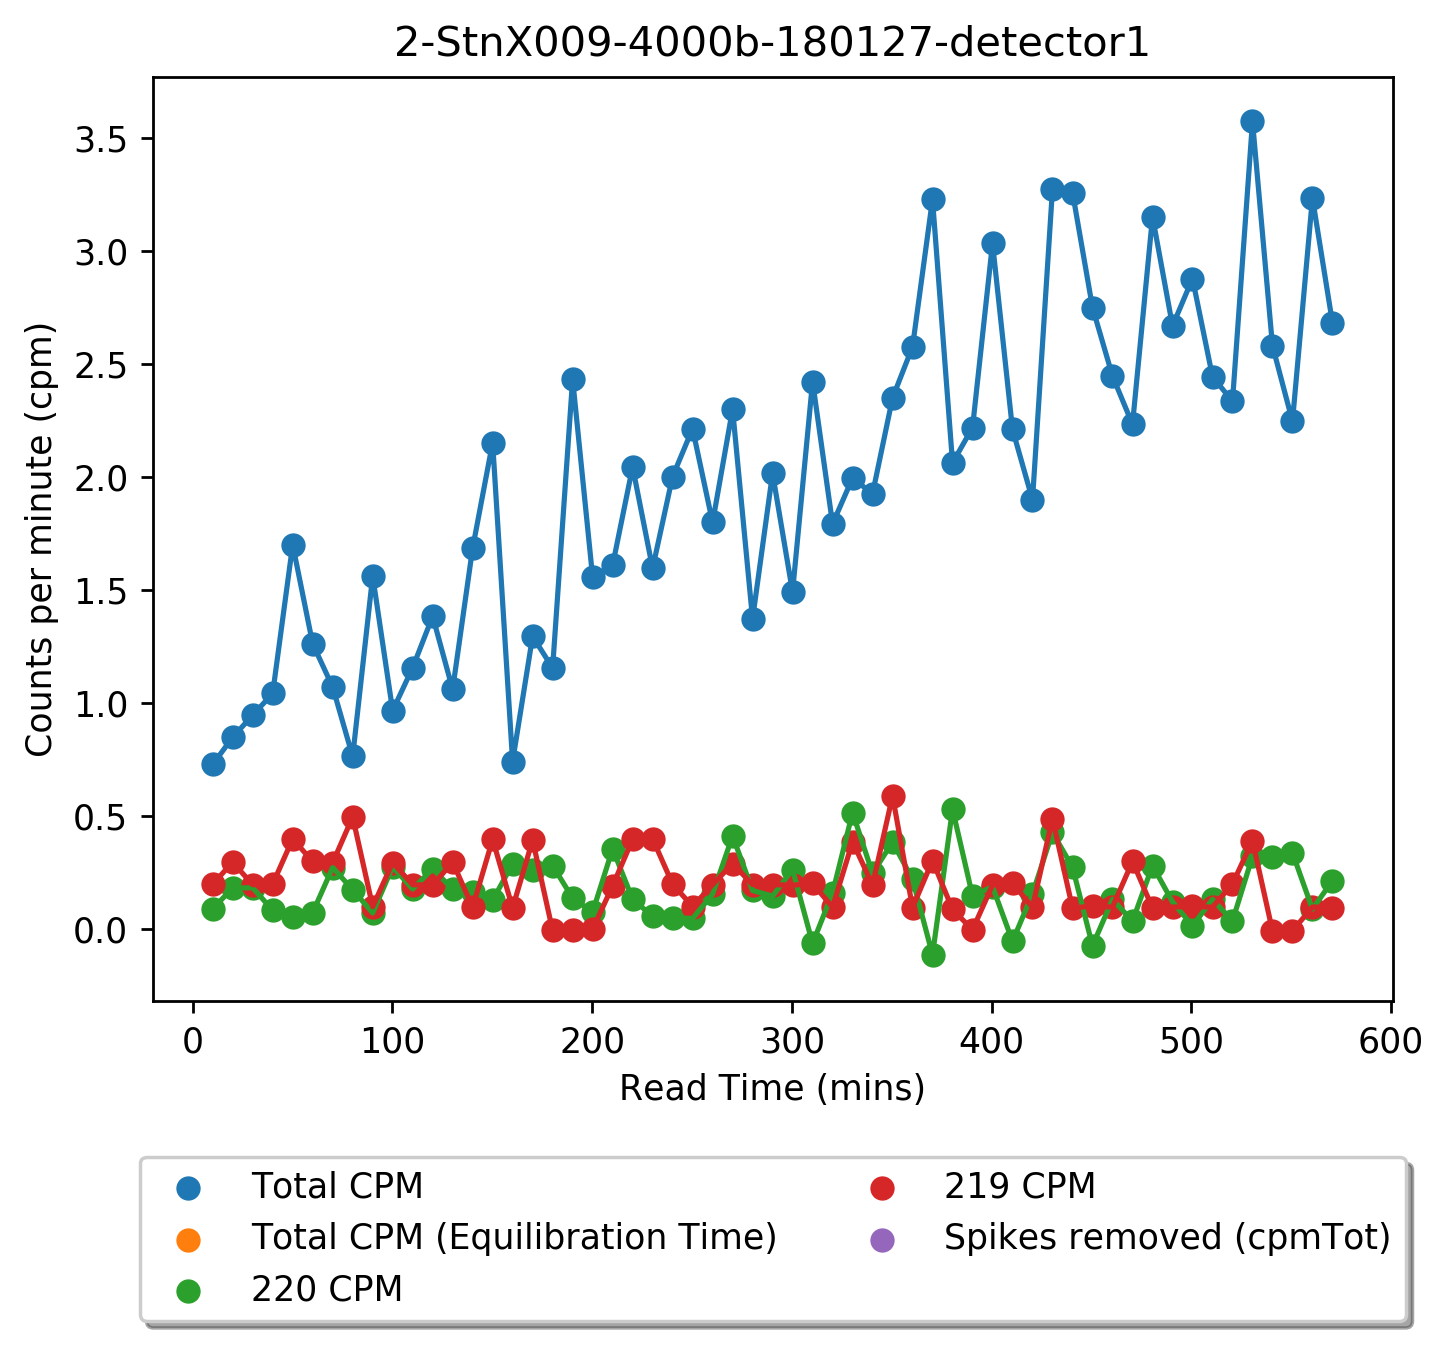 2-StnX009-4000b-180127-detector1
3.5
3.0
2.5
2.0
1.5
1.0
0.5
0.0
Counts per minute (cpm)
0 100 200 300 400 500 600
Read Time (mins)
Total CPM
Total CPM (Equilibration Time)
220 CPM
219 CPM
Spikes removed (cpmTot)